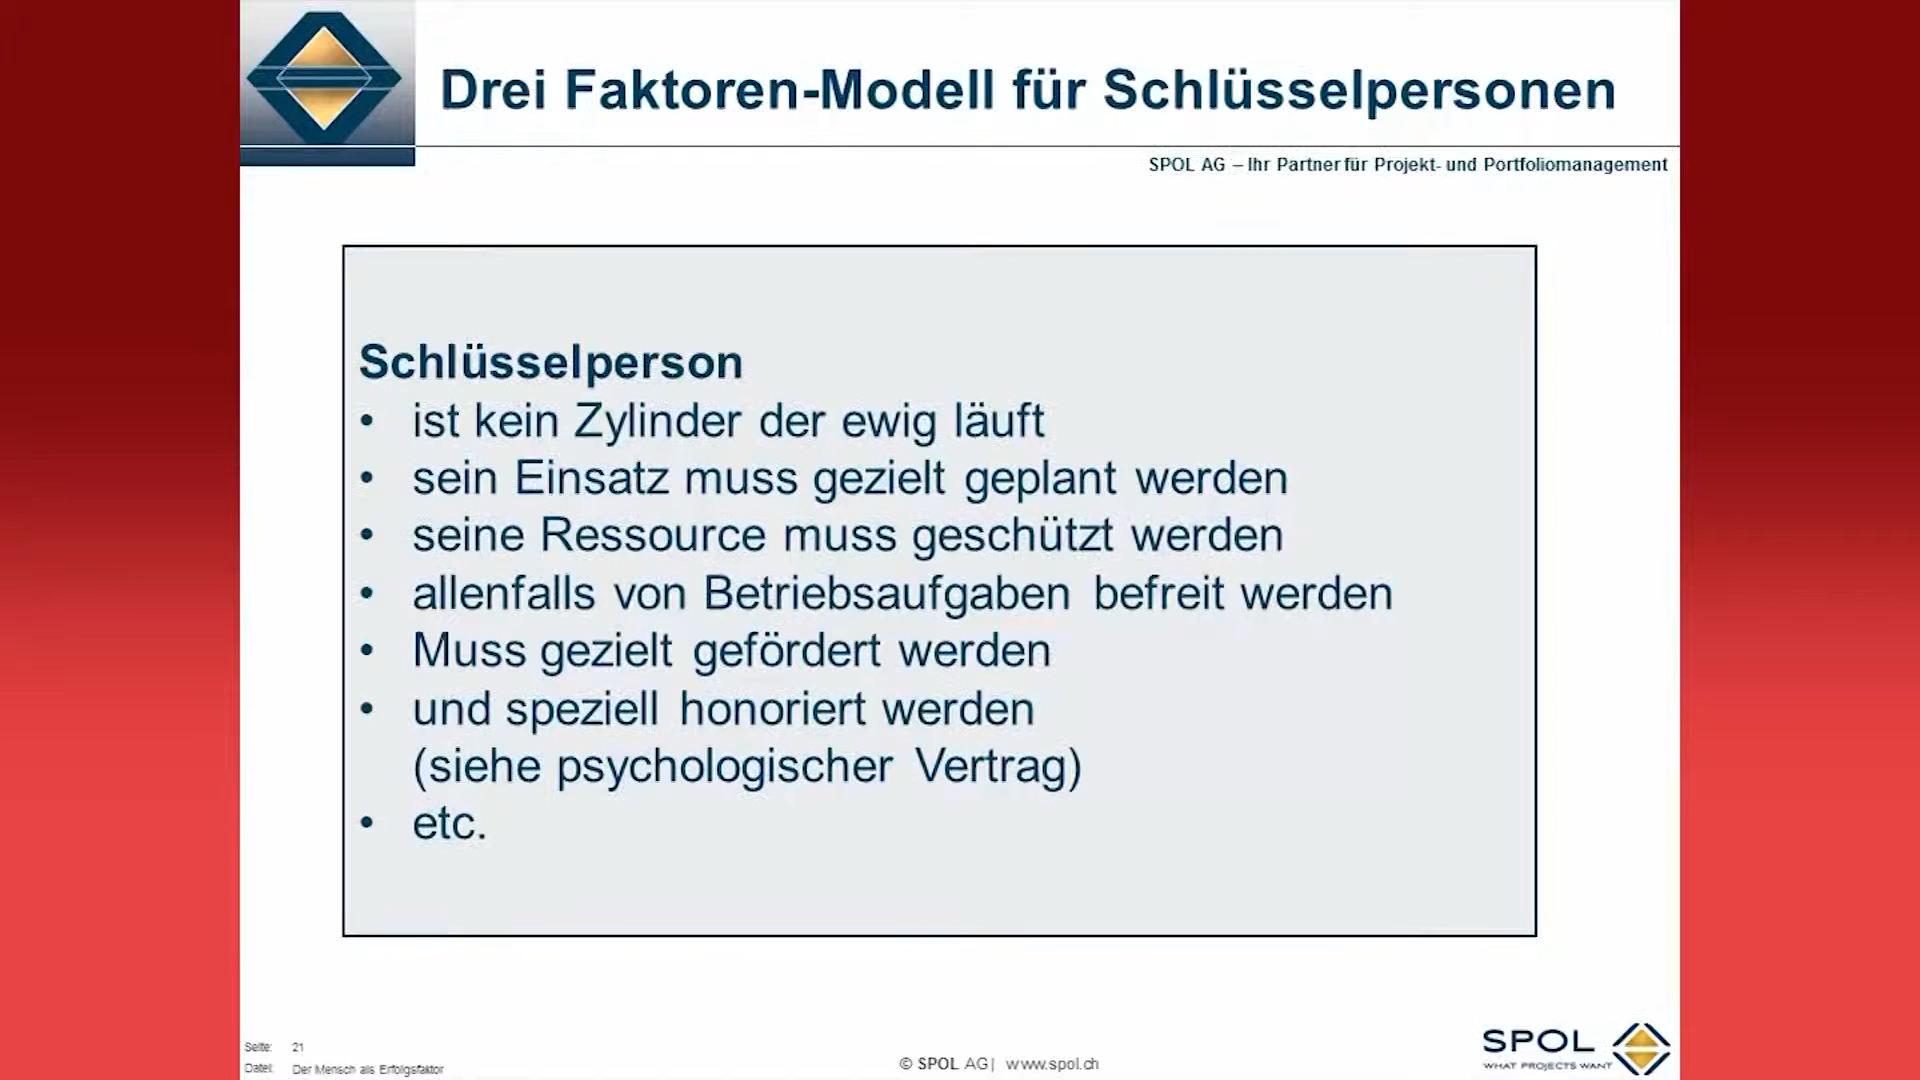 Drei Faktoren-Modell für Schlüsselpersonen
SPOL AG – Ihr Partner für Projekt- und Portfoliomanagement
Schlüsselperson
• ist kein Zylinder der ewig läuft
• sein Einsatz muss gezielt geplant werden
• seine Ressource muss geschützt werden
• allenfalls von Betriebsaufgaben befreit werden
• Muss gezielt gefördert werden
• und speziell honoriert werden
(siehe psychologischer Vertrag)
• etc.
Seite: 21
Datei: Der Mensch als Erfolgsfaktor
© SPOL AG | www.spol.ch
SPOL
WHAT PROJECTS WANT